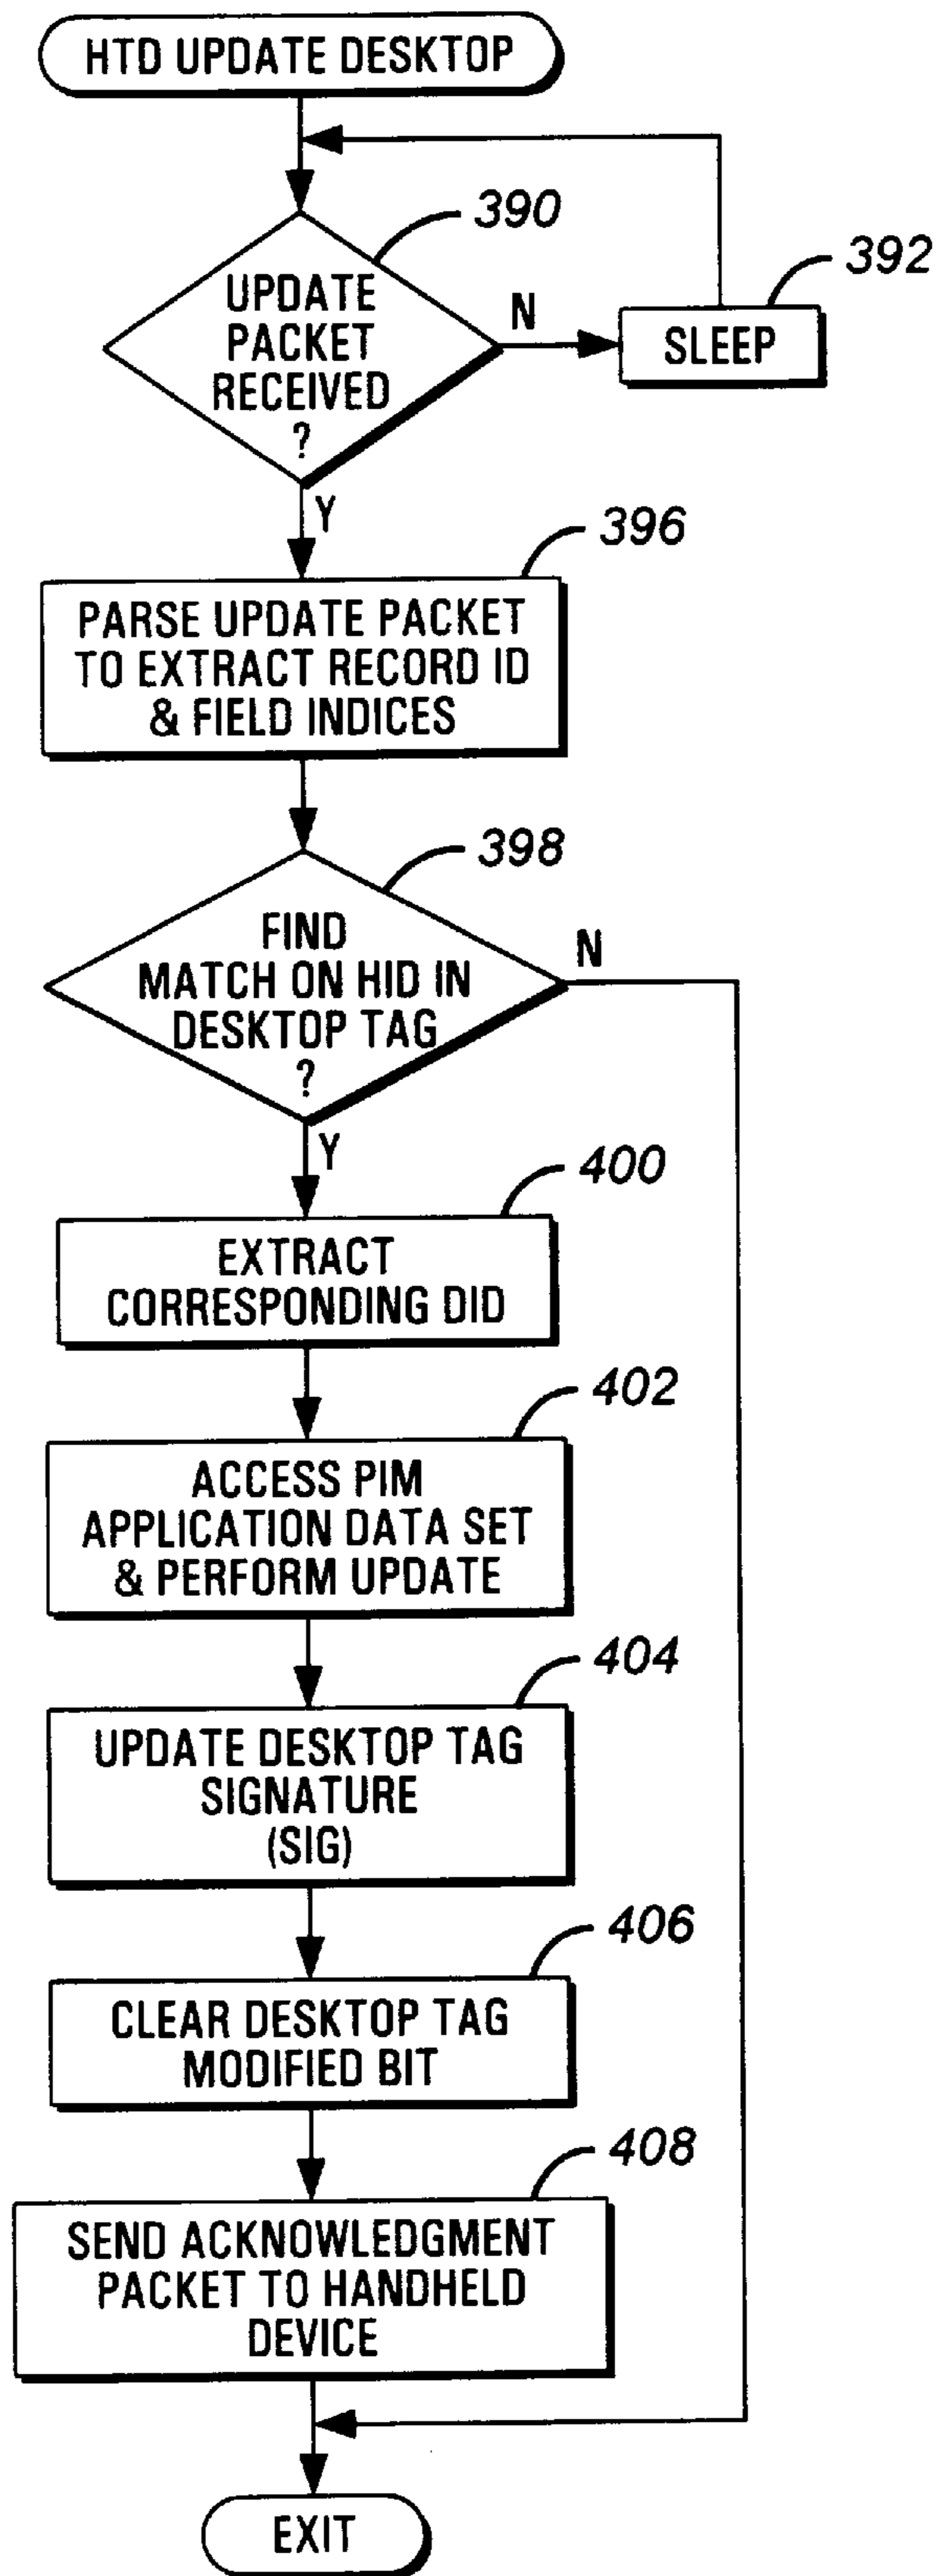 HTD UPDATE DESKTOP
390
UPDATE
PACKET
RECEIVED
?
N
392
SLEEP
Y
396
PARSE UPDATE PACKET
TO EXTRACT RECORD ID
& FIELD INDICES
398
FIND
MATCH ON HID IN
DESKTOP TAG
?
N
Y
400
EXTRACT
CORRESPONDING DID
402
ACCESS PIM
APPLICATION DATA SET
& PERFORM UPDATE
404
UPDATE DESKTOP TAG
SIGNATURE
(SIG)
406
CLEAR DESKTOP TAG
MODIFIED BIT
408
SEND ACKNOWLEDGMENT
PACKET TO HANDHELD
DEVICE
EXIT